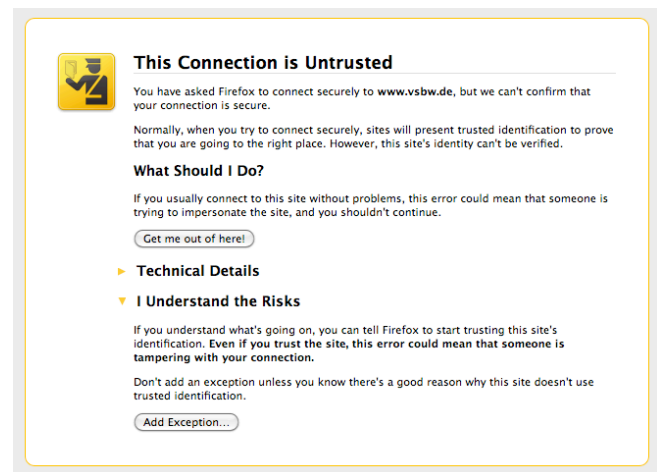 This Connection is Untrusted
You have asked Firefox to connect securely to www.vsbw.de, but we can't confirm that
your connection is secure.
Normally, when you try to connect securely, sites will present trusted identification to prove
that you are going to the right place. However, this site's identity can't be verified.
What Should I Do?
If you usually connect to this site without problems, this error could mean that someone is
trying to impersonate the site, and you shouldn't continue.
Get me out of here!
Technical Details
I Understand the Risks
If you understand what's going on, you can tell Firefox to start trusting this site's
identification. Even if you trust the site, this error could mean that someone is
tampering with your connection.
Don't add an exception unless you know there's a good reason why this site doesn't use
trusted identification.
Add Exception...